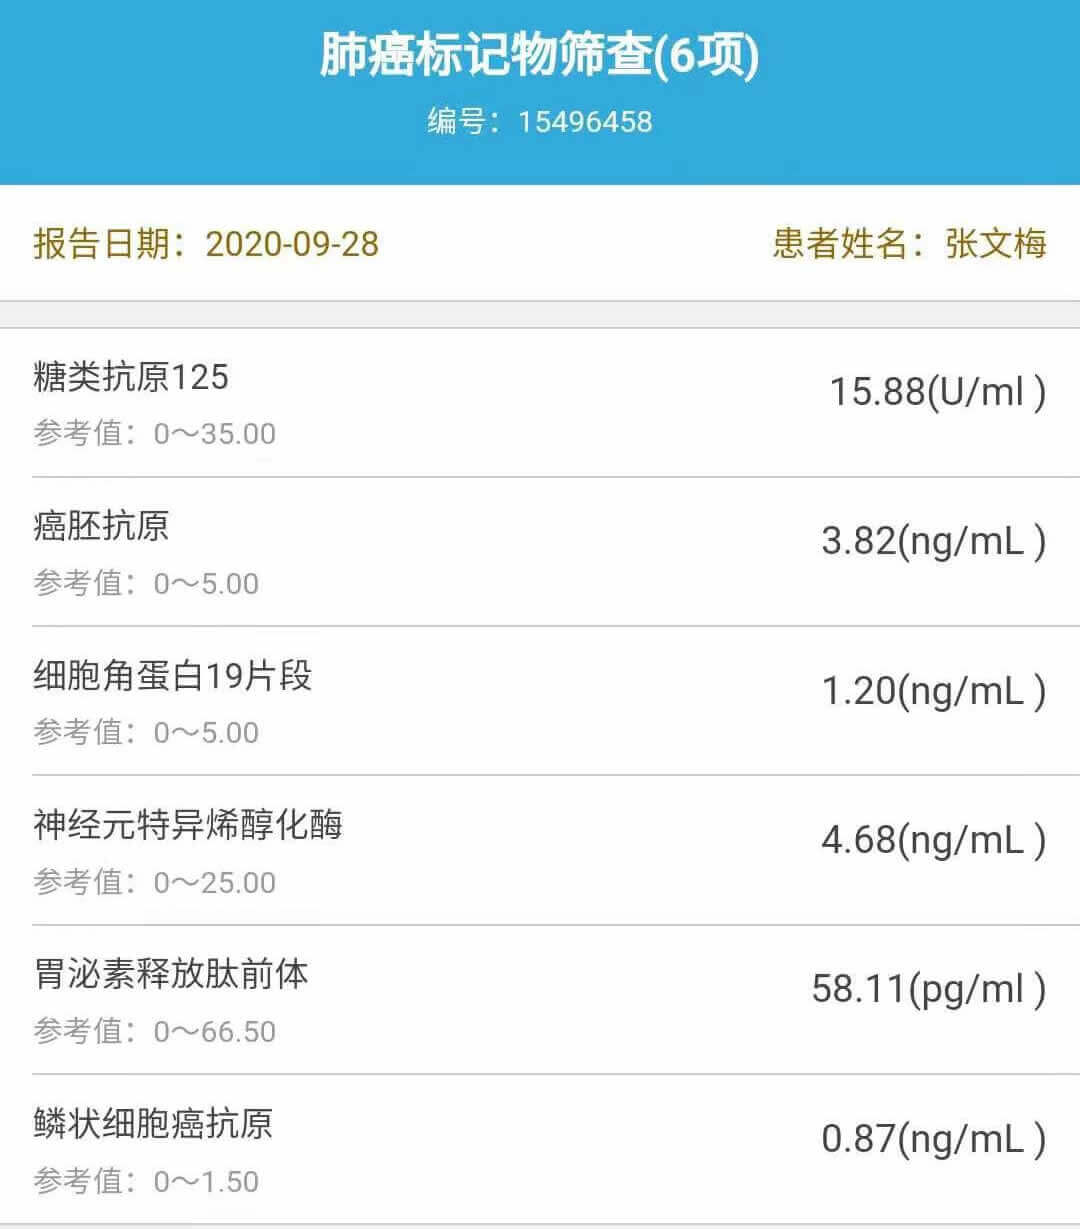 肺癌标记物筛查(6项)
编号：15496458
报告日期：2020-09-28 患者姓名：张文梅
糖类抗原125
15.88(U/ml )
参考值：0～35.00
癌胚抗原
3.82(ng/mL )
参考值：0～5.00
细胞角蛋白19片段
1.20(ng/mL )
参考值：0～5.00
神经元特异烯醇化酶
4.68(ng/mL )
参考值：0～25.00
胃泌素释放肽前体
58.11(pg/ml )
参考值：0～66.50
鳞状细胞癌抗原
0.87(ng/mL )
参考值：0～1.50